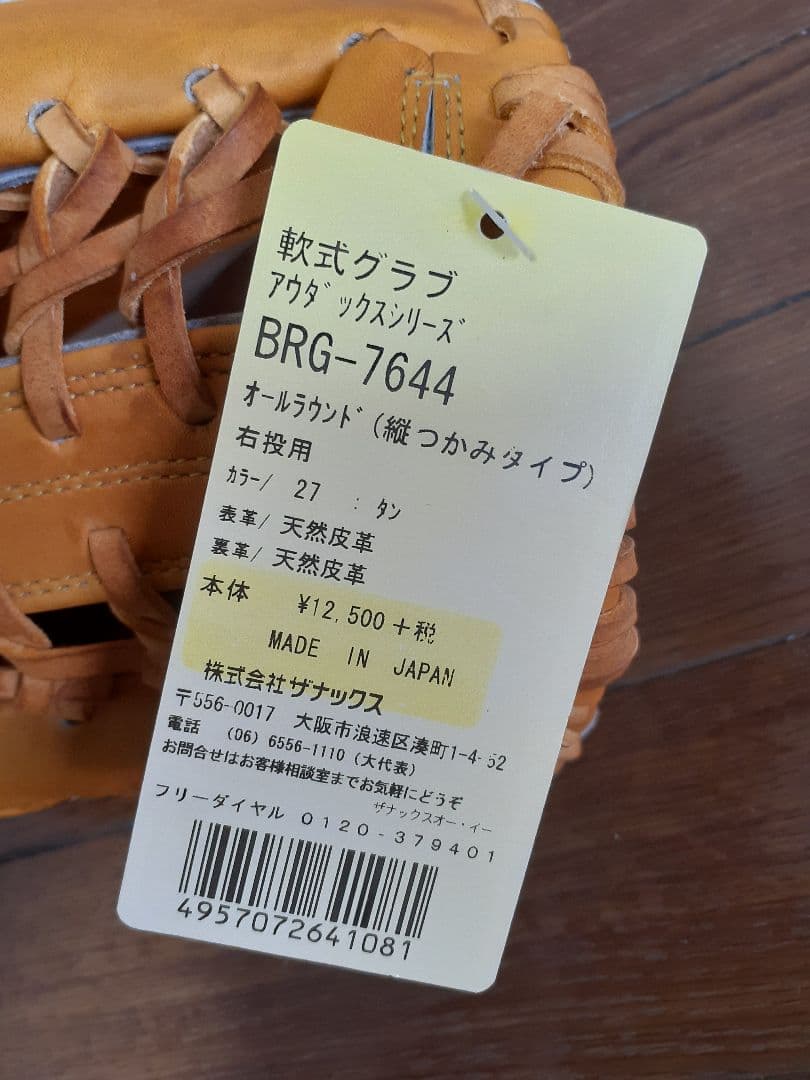 軟式グラブ
アウダックスシリーズ
BRG-7644
オールラウンド(縦つかみタイプ)
右投用
カラー/ 27 : タン
表革/ 天然皮革
裏革/ 天然皮革
本体 ¥12,500+税
MADE IN JAPAN
株式会社ザナックス
〒556-0017 大阪市浪速区湊町1-4-52
電話 (06) 6556-1110 (大代表)
お問合せはお客様相談室までお気軽にどうぞ
ザナックスオー・イー
フリーダイヤル 0120-379401
4957072641081